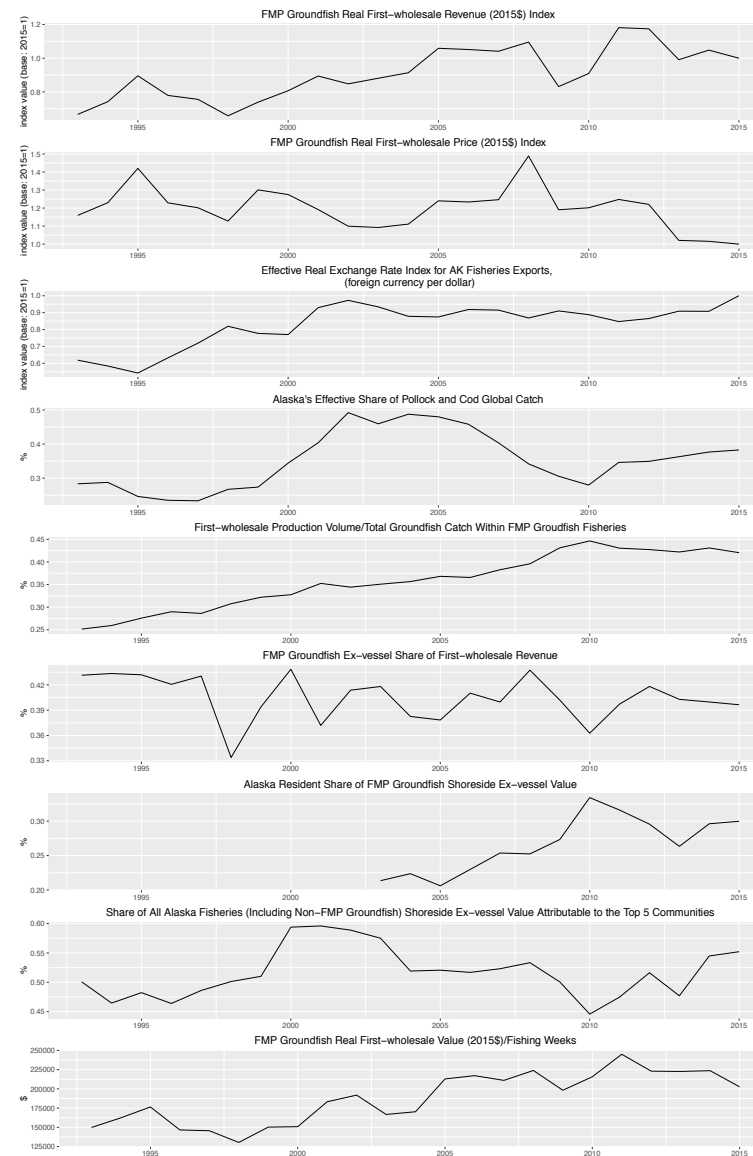 FMP Groundfish Real First−wholesale Revenue (2015$) Index
index value (base: 2015=1)
1.2
1.0
0.8
1995 2000 2005 2010 2015
FMP Groundfish Real First−wholesale Price (2015$) Index
index value (base: 2015=1)
1.5
1.4
1.3
1.2
1.1
1.0
1995 2000 2005 2010 2015
Effective Real Exchange Rate Index for AK Fisheries Exports,
(foreign currency per dollar)
index value (base: 2015=1)
1.0
0.9
0.8
0.7
0.6
1995 2000 2005 2010 2015
Alaska's Effective Share of Pollock and Cod Global Catch
%
0.5
0.4
0.3
1995 2000 2005 2010 2015
First−wholesale Production Volume/Total Groundfish Catch Within FMP Groudfish Fisheries
%
0.45
0.40
0.35
0.30
0.25
1995 2000 2005 2010 2015
FMP Groundfish Ex−vessel Share of First−wholesale Revenue
%
0.42
0.39
0.36
0.33
1995 2000 2005 2010 2015
Alaska Resident Share of FMP Groundfish Shoreside Ex−vessel Value
%
0.30
0.25
0.20
1995 2000 2005 2010 2015
Share of All Alaska Fisheries (Including Non−FMP Groundfish) Shoreside Ex−vessel Value Attributable to the Top 5 Communities
%
0.60
0.55
0.50
0.45
1995 2000 2005 2010 2015
FMP Groundfish Real First−wholesale Value (2015$)/Fishing Weeks
$
250000
225000
200000
175000
150000
125000
1995 2000 2005 2010 2015